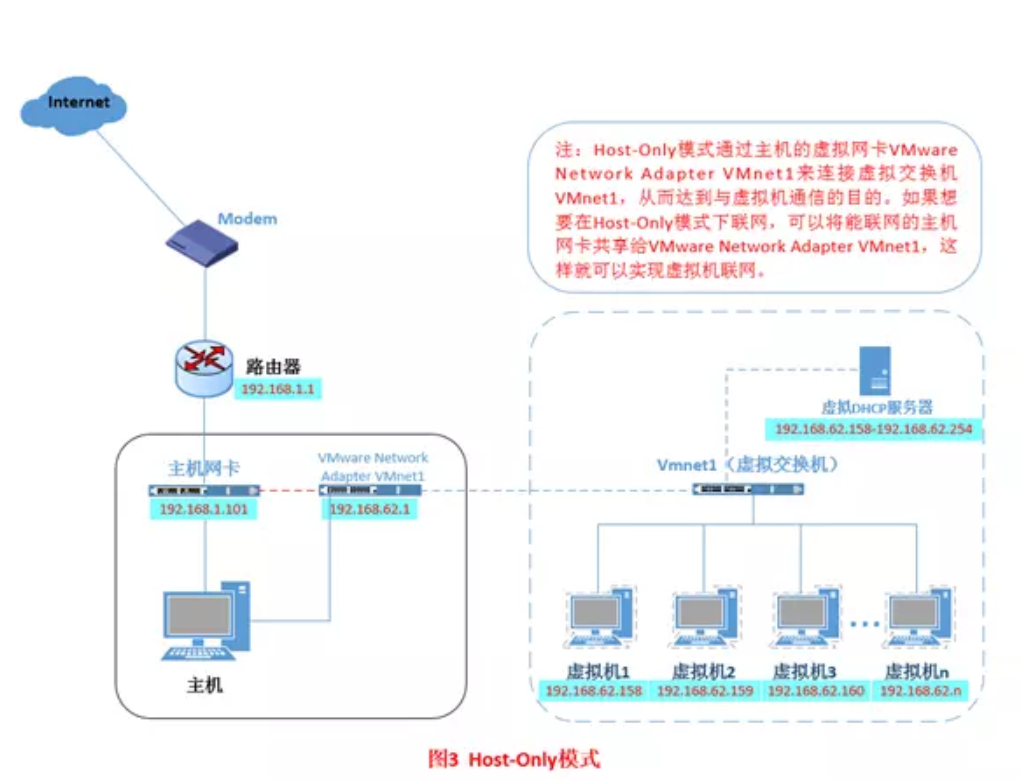 Internet
注：Host-Only模式通过主机的虚拟网卡VMware
Network Adapter VMnet1来连接虚拟交换机
VMnet1，从而达到与虚拟机通信的目的。如果想
要在Host-Only模式下联网，可以将能联网的主机
网卡共享给VMware Network Adapter VMnet1，这
样就可以实现虚拟机联网。
Modem
路由器
192.168.1.1
虚拟DHCP服务器
192.168.62.158-192.168.62.254
主机网卡
192.168.1.101
VMware Network
Adapter VMnet1
192.168.62.1
Vmnet1（虚拟交换机）
主机
虚拟机1
192.168.62.158
虚拟机2
192.168.62.159
虚拟机3
192.168.62.160
虚拟机n
192.168.62.n
图3 Host-Only模式